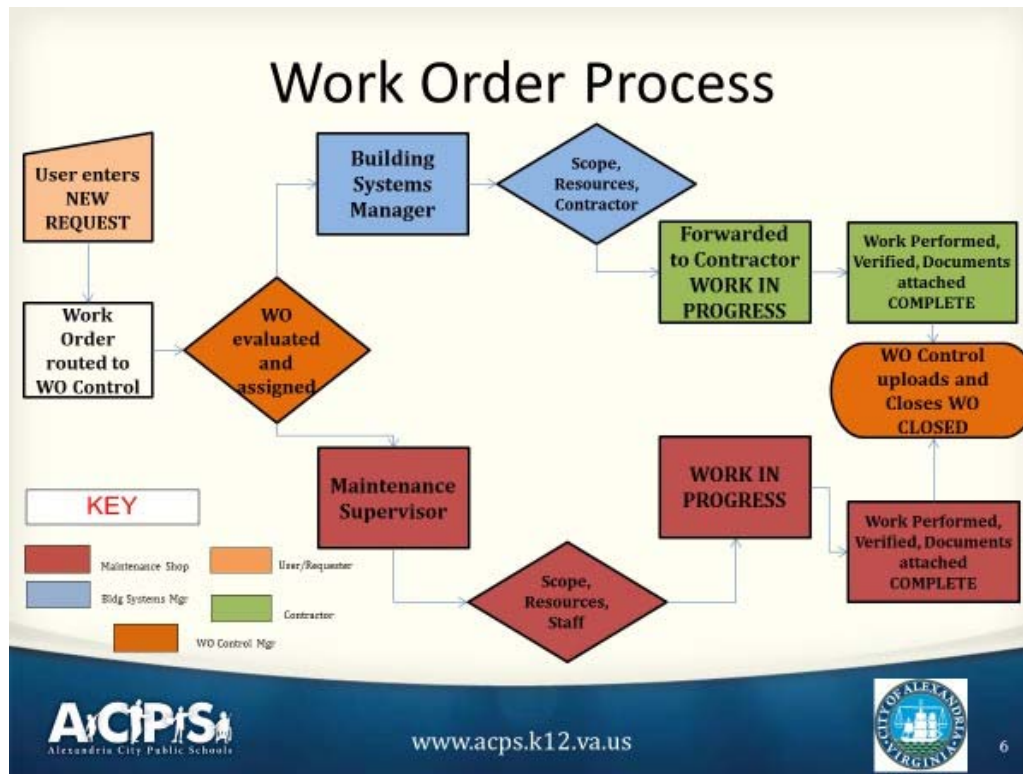 Work Order Process
User enters
NEW
REQUEST
Work
Order
routed to
WO Control
WO
evaluated
and
assigned
Building
Systems
Manager
Scope,
Resources,
Contractor
Forwarded
to Contractor
WORK IN
PROGRESS
Work Performed,
Verified, Documents
attached
COMPLETE
WO Control
uploads and
Closes WO
CLOSED
Maintenance
Supervisor
Scope,
Resources,
Staff
WORK IN
PROGRESS
Work Performed,
Verified, Documents
attached
COMPLETE
KEY
Maintenance Shop
User/Requester
Bldg Systems Mgr
Contractor
WO Control Mgr
ACPS
Alexandria City Public Schools
www.acps.k12.va.us
CITY OF ALEXANDRIA
VIRGINIA
6